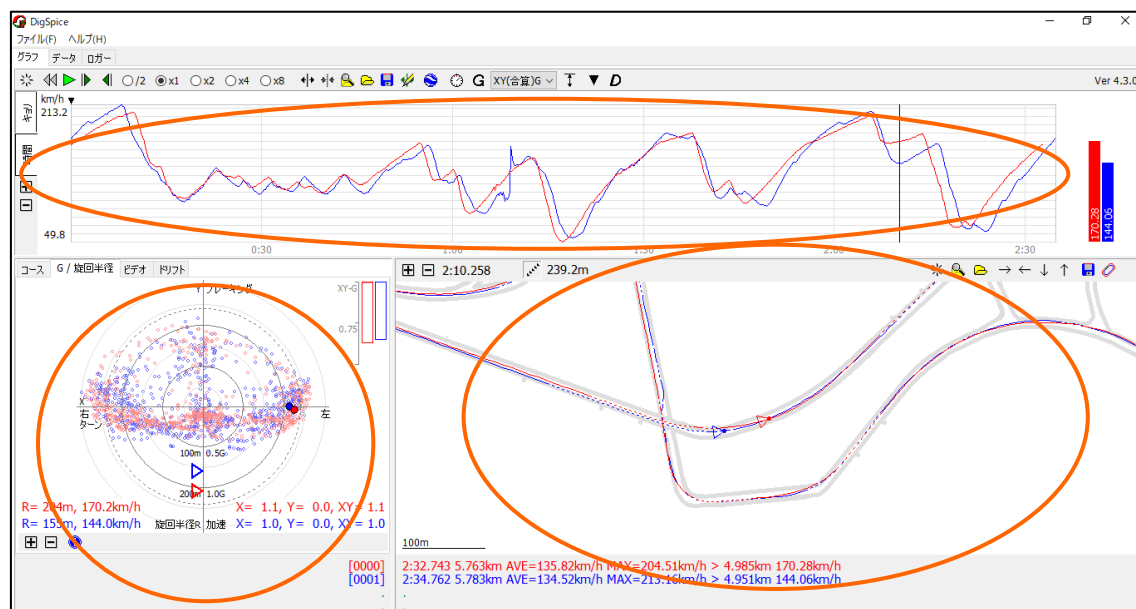 DigSpice
ファイル(F) ヘルプ(H)
グラフ データ ロガー
/2 x1 x2 x4 x8 G XY(合算)G D Ver 4.3.0
km/h
213.2
49.8
時間
0:30 1:00 1:30 2:00 2:30
170.28
144.06
コース G / 旋回半径 ビデオ ドリフト
2:10.258 239.2m
Y ブレーキング
XY-G
0.75
X
右
ターン
左
100m 0.5G
200m 1.0G
R= 204m, 170.2km/h X= 1.1, Y= 0.0, XY= 1.1
R= 155m, 144.0km/h 旋回半径R 加速 X= 1.0, Y= 0.0, XY= 1.0
100m
[0000] 2:32.743 5.763km AVE=135.82km/h MAX=204.51km/h > 4.985km 170.28km/h
[0001] 2:34.762 5.783km AVE=134.52km/h MAX=213.16km/h > 4.951km 144.06km/h